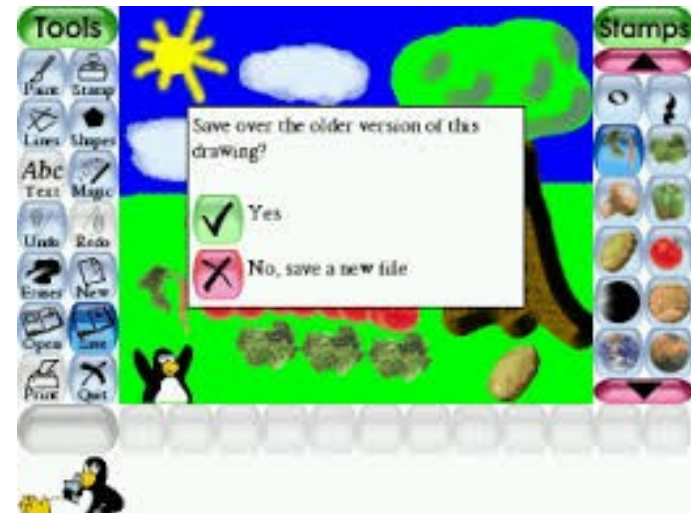 Tools
Stamps
Paint Stamp
Lines Shapes
Abc
Text Magic
Undo Redo
Eraser New
Open Save
Print Quit
Save over the older version of this
drawing?
Yes
No, save a new file